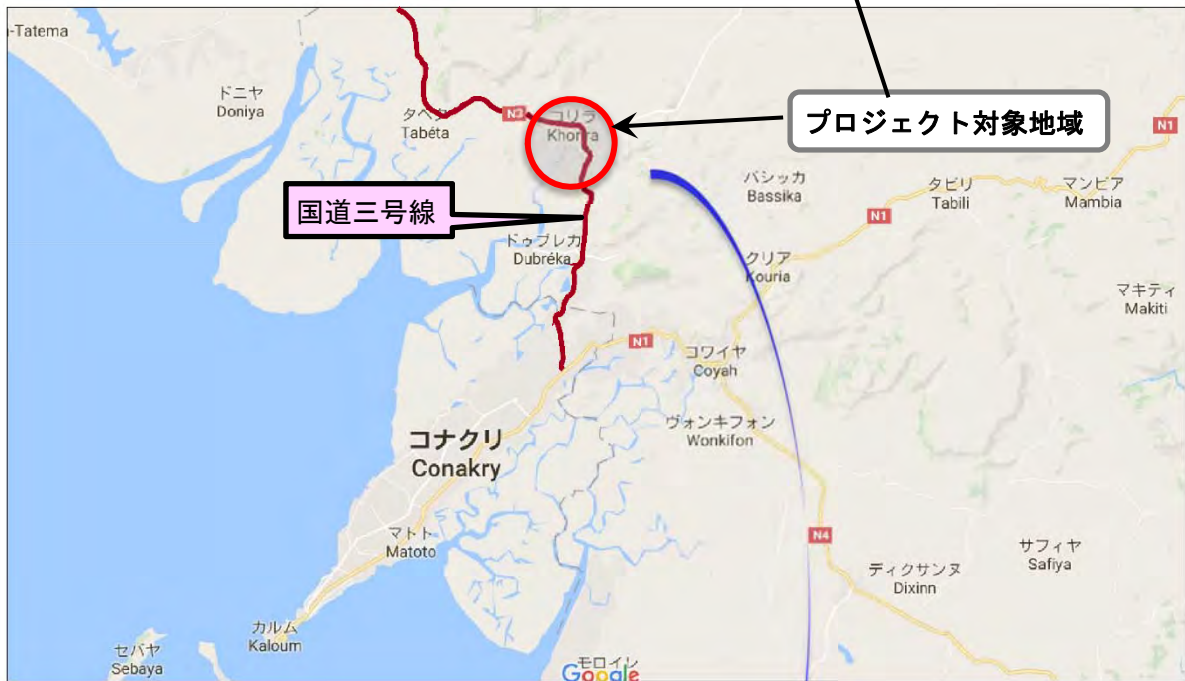 n-Tatema
ドニヤ
Doniya
タベタ
Tabéta
N3
コリラ
Khorira
プロジェクト対象地域
N1
国道三号線
バシッカ
Bassika
タビリ
Tabili
マンビア
Mambia
N1
ドゥブレカ
Dubréka
クリア
Kouria
マキティ
Makiti
N1
コワイヤ
Coyah
コナクリ
Conakry
ヴォンキフォン
Wonkifon
マトト
Matoto
N4
サフィヤ
Safiya
ディクサンヌ
Dixinn
カルム
Kaloum
セバヤ
Sebaya
モロイレ
Google